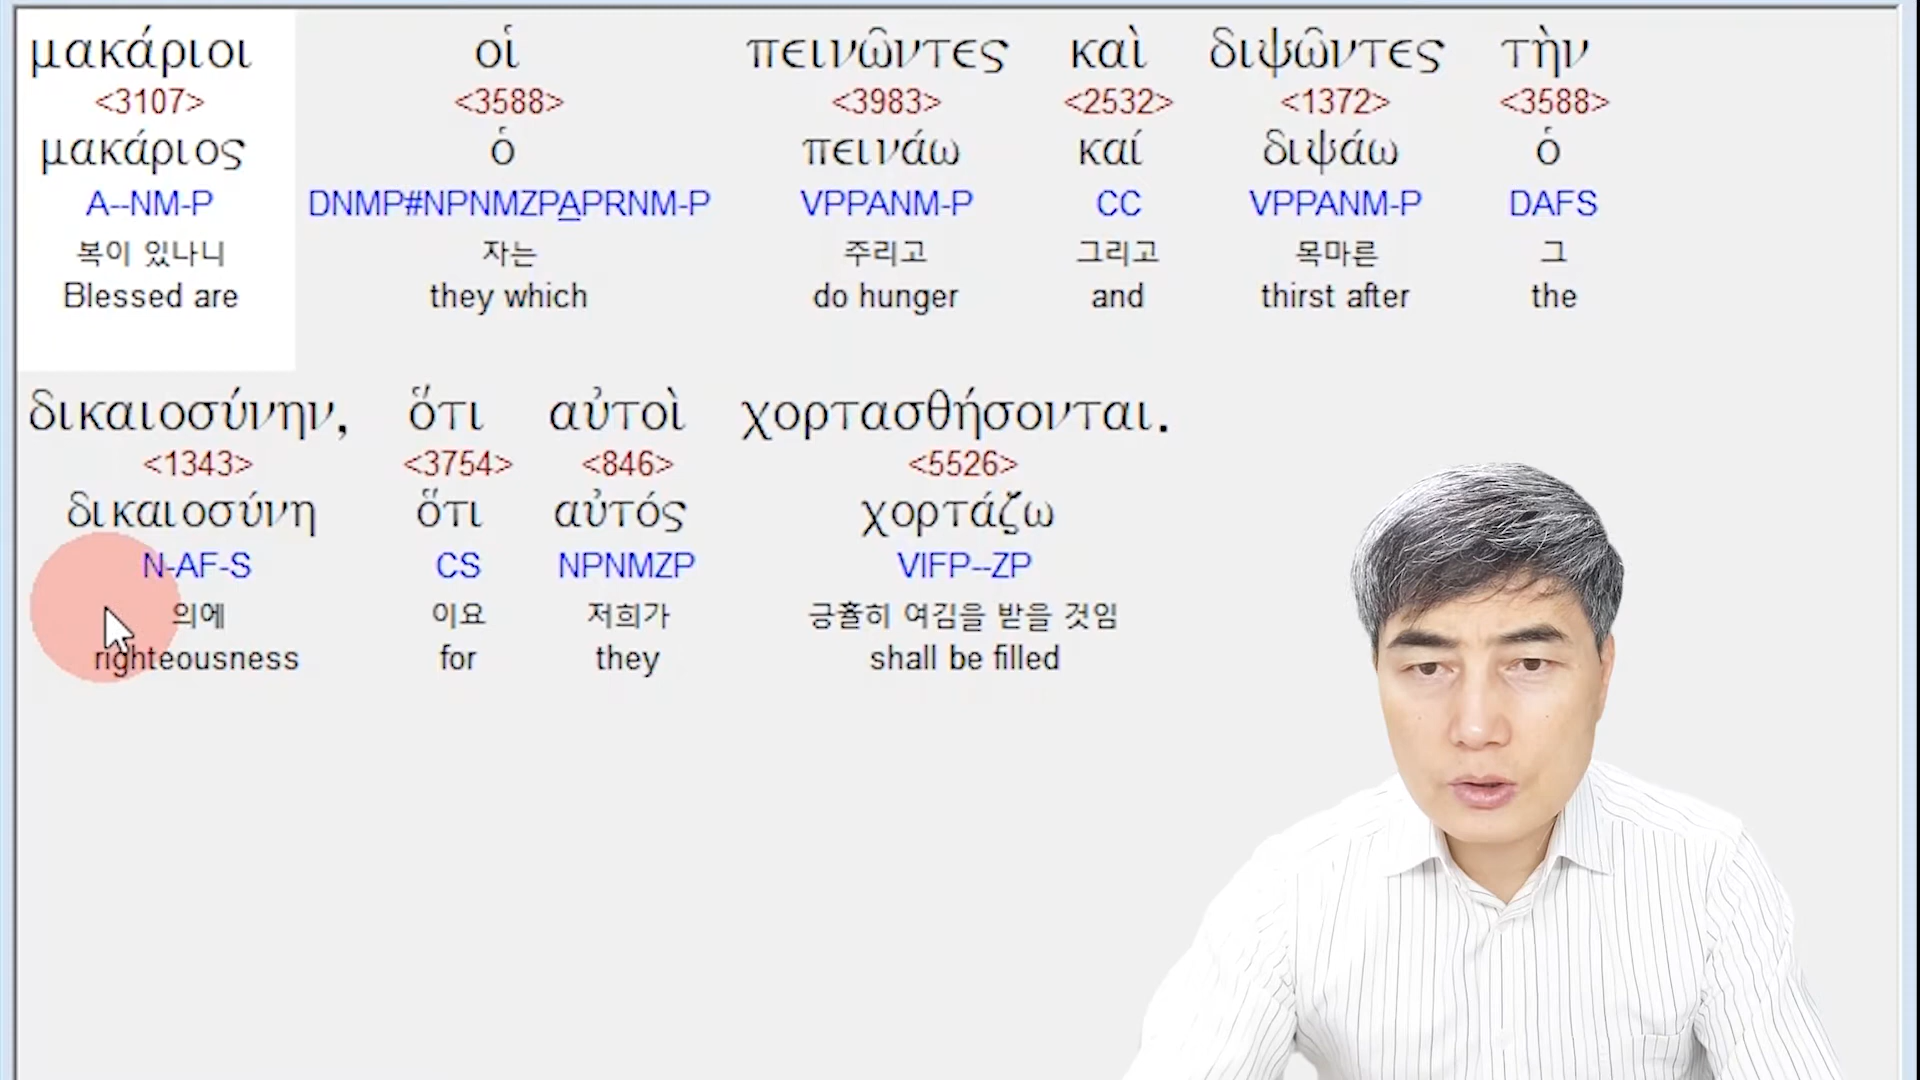 μακάριοι οἱ πεινῶντες καὶ διψῶντες τὴν
<3107> <3588> <3983> <2532> <1372> <3588>
μακάριος ὁ πεινάω καί διψάω ὁ
A--NM-P DNMP#NPNMZPAPRNM-P VPPANM-P CC VPPANM-P DAFS
복이 있나니 자는 주리고 그리고 목마른 그
Blessed are they which do hunger and thirst after the
δικαιοσύνην, ὅτι αὐτοὶ χορτασθήσονται.
<1343> <3754> <846> <5526>
δικαιοσύνη ὅτι αὐτός χορτάζω
N-AF-S CS NPNMZP VIFP--ZP
의에 이요 저희가 긍휼히 여김을 받을 것임
righteousness for they shall be filled